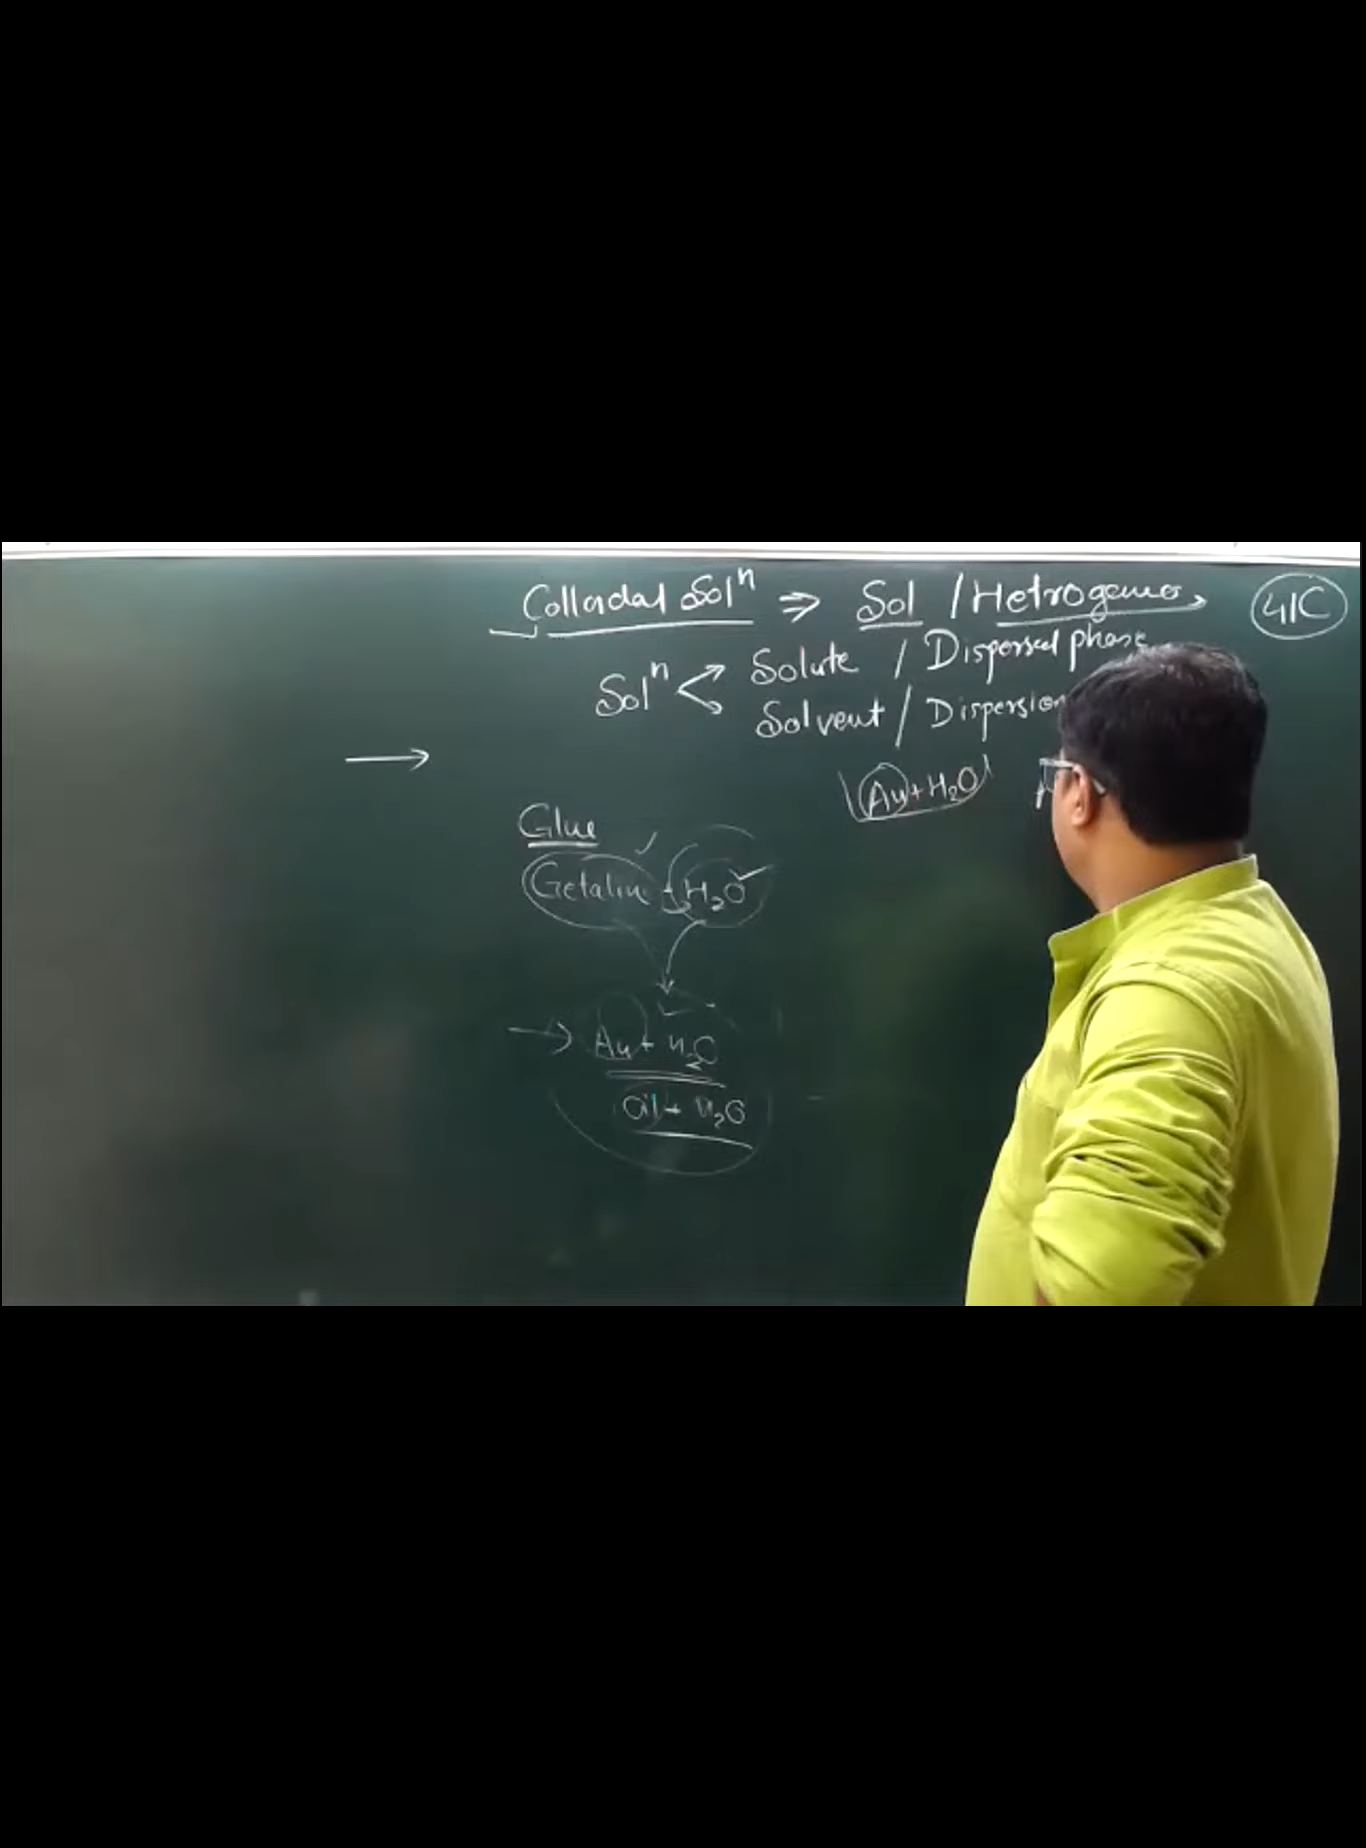 Colloidal Solⁿ ⇒ Sol / Hetrogenus
41C
Solⁿ < Solute / Dispersed phase
Solvent / Dispersion
→
Au + H₂O
Glue
Getalin + H₂O
→ Au + H₂O
Oil + H₂O